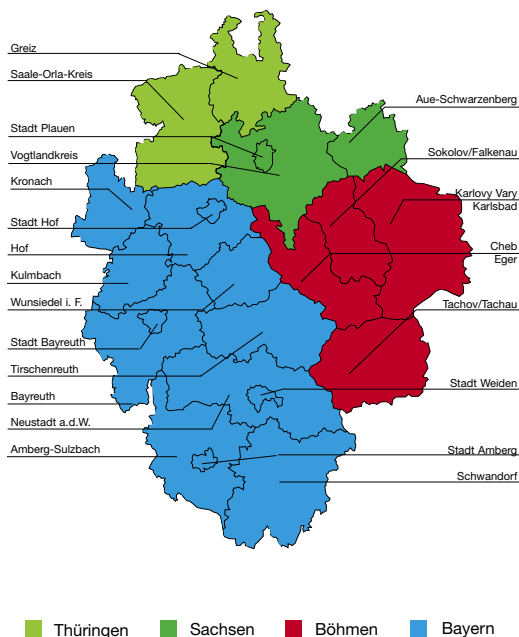 Greiz
Saale-Orla-Kreis
Stadt Plauen
Vogtlandkreis
Kronach
Stadt Hof
Hof
Kulmbach
Wunsiedel i. F.
Stadt Bayreuth
Tirschenreuth
Bayreuth
Neustadt a.d.W.
Amberg-Sulzbach
Aue-Schwarzenberg
Sokolov/Falkenau
Karlovy Vary
Karlsbad
Cheb
Eger
Tachov/Tachau
Stadt Weiden
Stadt Amberg
Schwandorf
Thüringen
Sachsen
Böhmen
Bayern